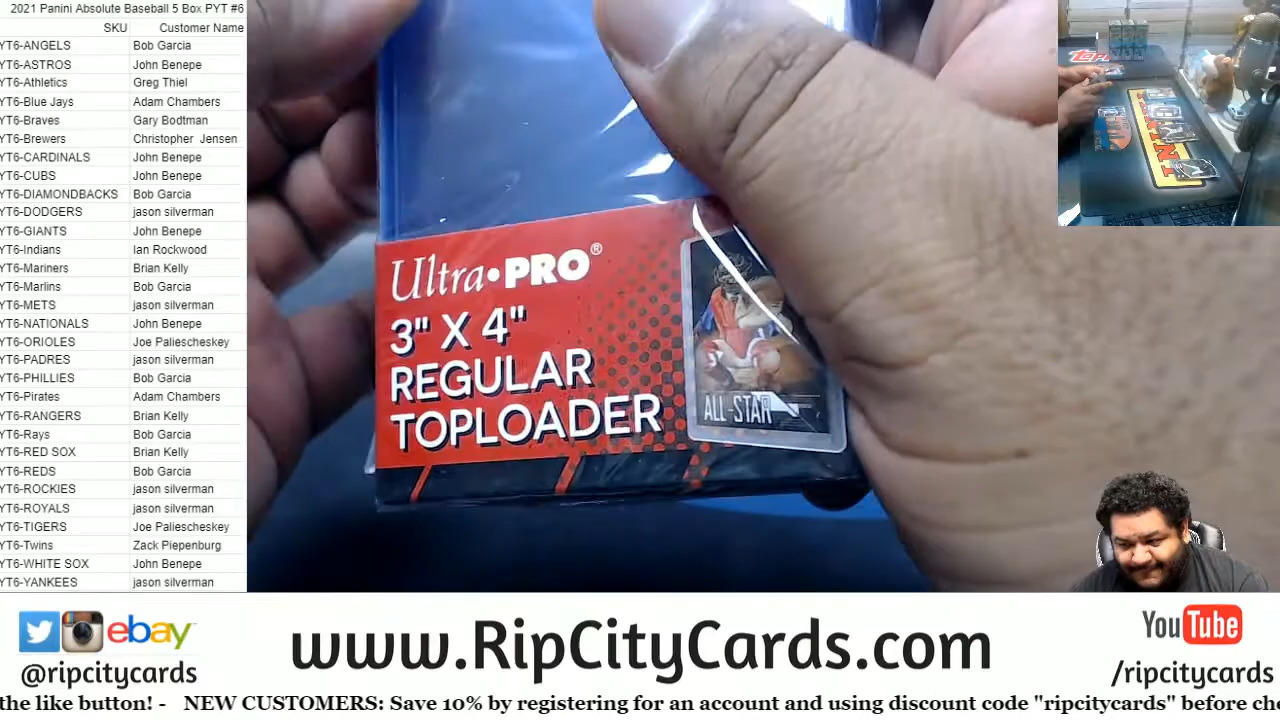 2021 Panini Absolute Baseball 5 Box PYT #6
SKU Customer Name
YT6-ANGELS Bob Garcia
YT6-ASTROS John Benepe
YT6-Athletics Greg Thiel
YT6-Blue Jays Adam Chambers
YT6-Braves Gary Bodtman
YT6-Brewers Christopher Jensen
YT6-CARDINALS John Benepe
YT6-CUBS John Benepe
YT6-DIAMONDBACKS Bob Garcia
YT6-DODGERS jason silverman
YT6-GIANTS John Benepe
YT6-Indians Ian Rockwood
YT6-Mariners Brian Kelly
YT6-Marlins Bob Garcia
YT6-METS jason silverman
YT6-NATIONALS John Benepe
YT6-ORIOLES Joe Paliescheskey
YT6-PADRES jason silverman
YT6-PHILLIES Bob Garcia
YT6-Pirates Adam Chambers
YT6-RANGERS Brian Kelly
YT6-Rays Bob Garcia
YT6-RED SOX Brian Kelly
YT6-REDS Bob Garcia
YT6-ROCKIES jason silverman
YT6-ROYALS jason silverman
YT6-TIGERS Joe Paliescheskey
YT6-Twins Zack Piepenburg
YT6-WHITE SOX John Benepe
YT6-YANKEES jason silverman
Ultra•PRO®
3" X 4"
REGULAR
TOPLOADER
ALL-STAR
ebay
@ripcitycards
www.RipCityCards.com
YouTube
/ripcitycards
the like button! - NEW CUSTOMERS: Save 10% by registering for an account and using discount code "ripcitycards" before che